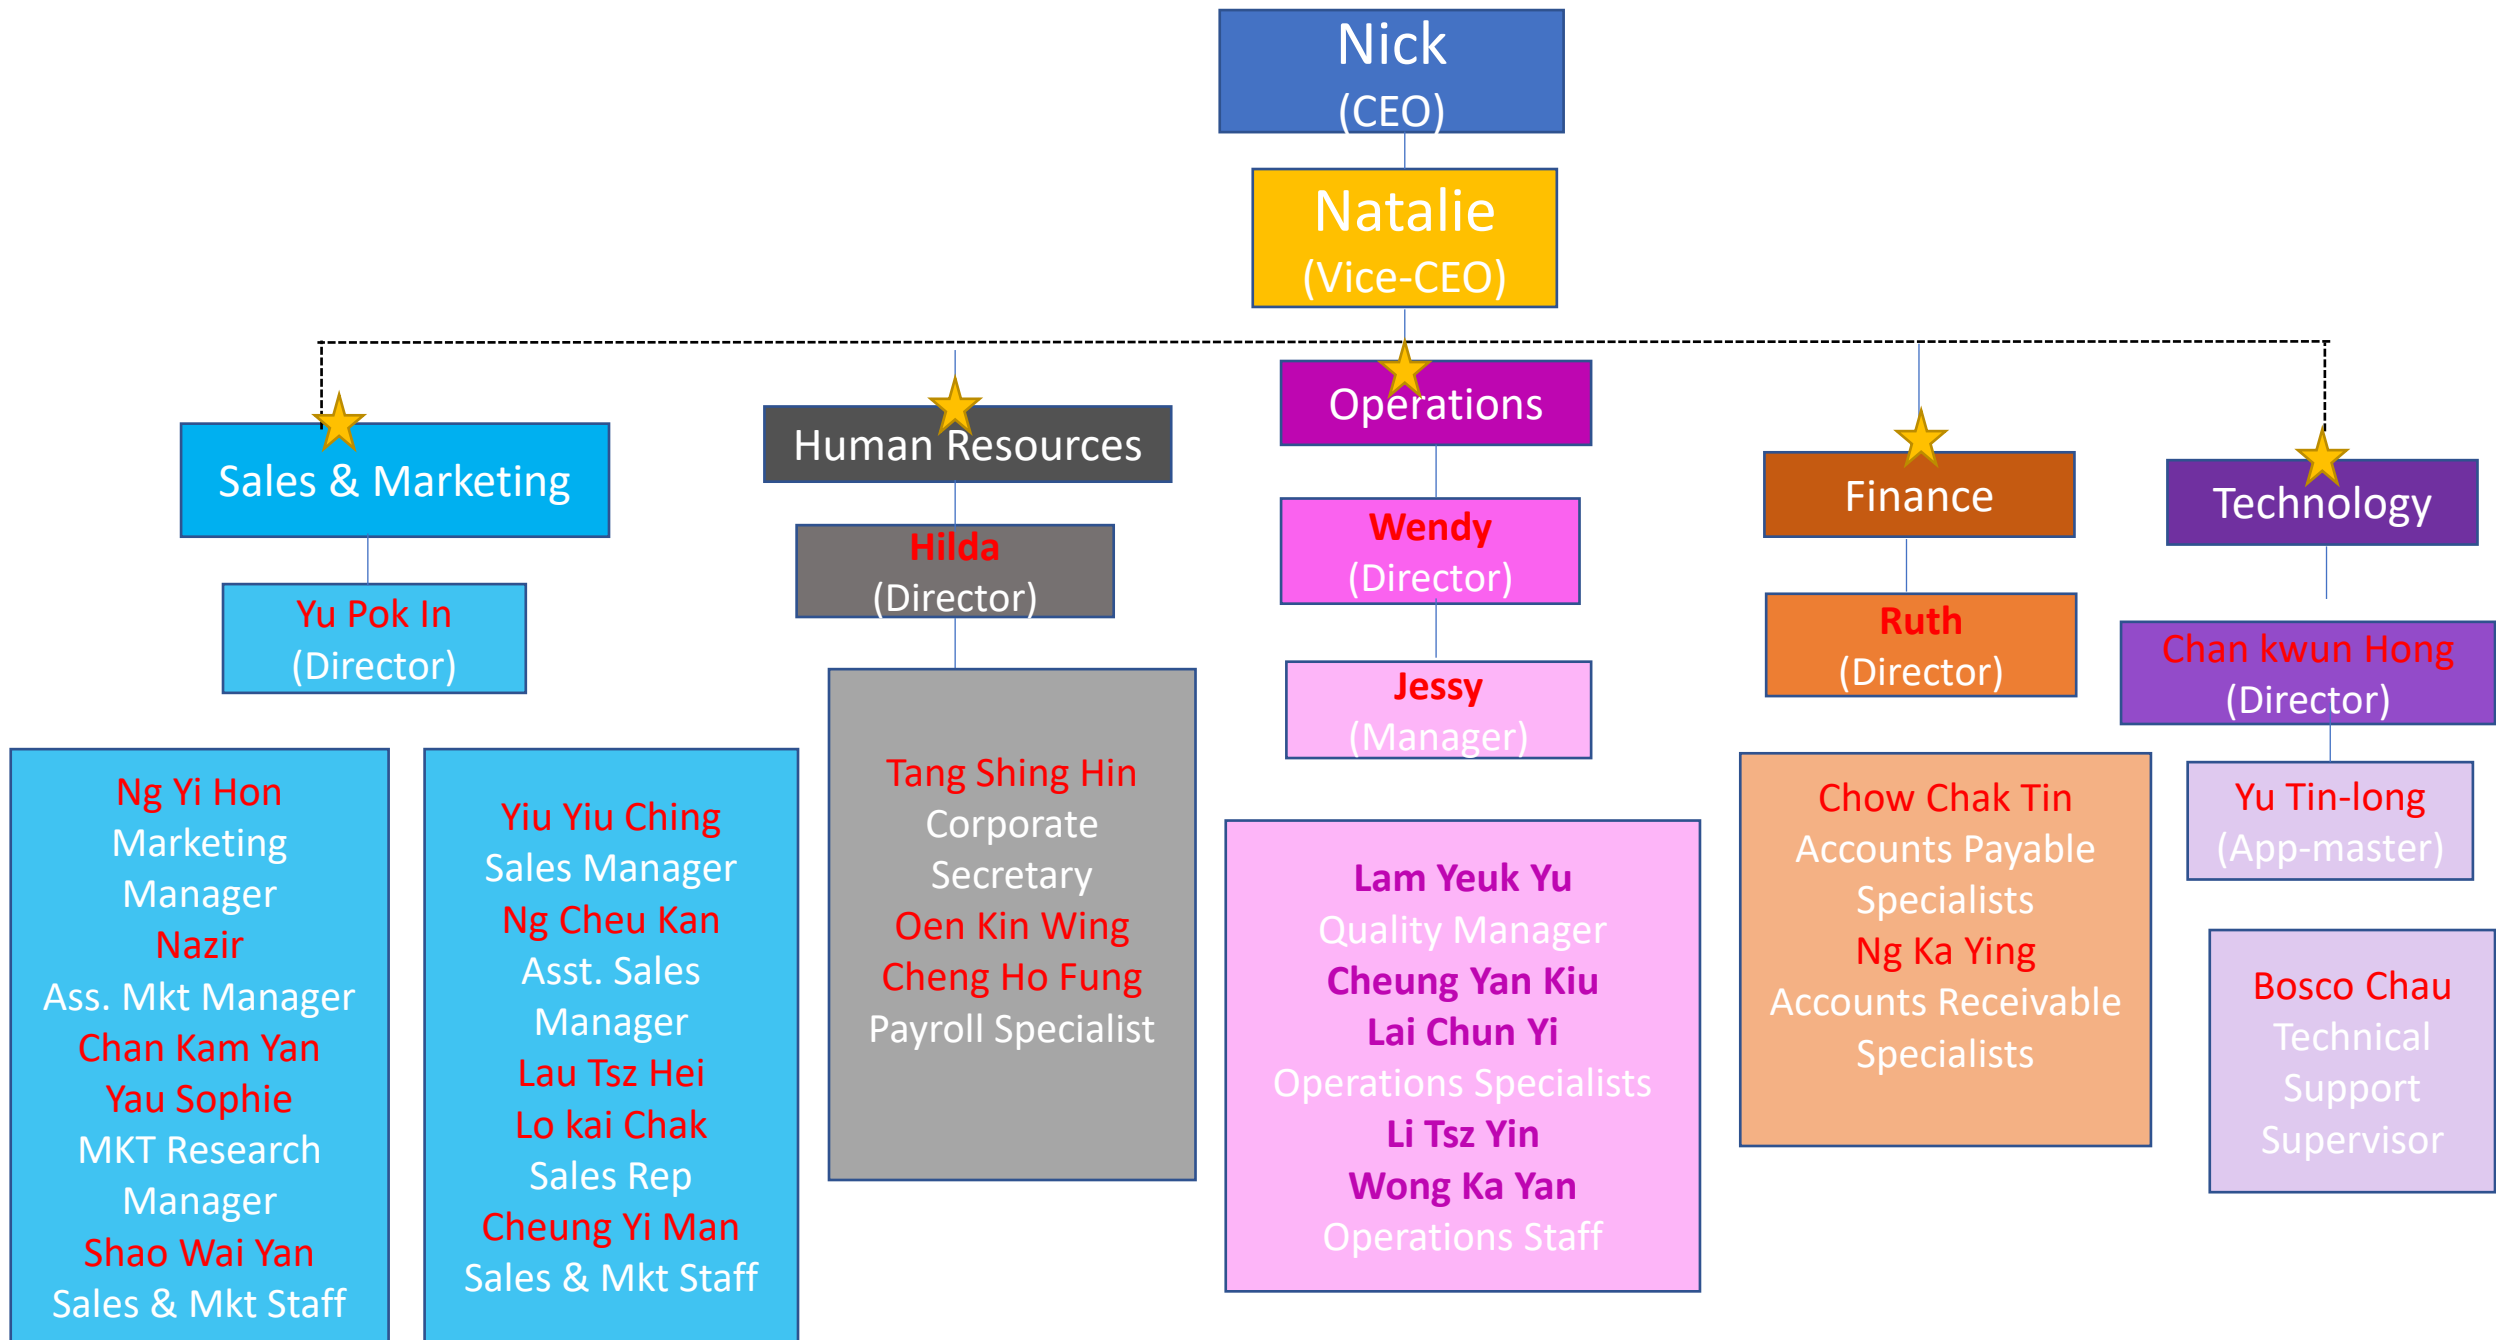 Nick
(CEO)
Natalie
(Vice-CEO)
Sales & Marketing
Yu Pok In
(Director)
Ng Yi Hon
Marketing
Manager
Nazir
Ass. Mkt Manager
Chan Kam Yan
Yau Sophie
MKT Research
Manager
Shao Wai Yan
Sales & Mkt Staff
Yiu Yiu Ching
Sales Manager
Ng Cheu Kan
Asst. Sales
Manager
Lau Tsz Hei
Lo kai Chak
Sales Rep
Cheung Yi Man
Sales & Mkt Staff
Human Resources
Hilda
(Director)
Tang Shing Hin
Corporate
Secretary
Oen Kin Wing
Cheng Ho Fung
Payroll Specialist
Operations
Wendy
(Director)
Jessy
(Manager)
Lam Yeuk Yu
Quality Manager
Cheung Yan Kiu
Lai Chun Yi
Operations Specialists
Li Tsz Yin
Wong Ka Yan
Operations Staff
Finance
Ruth
(Director)
Chow Chak Tin
Accounts Payable
Specialists
Ng Ka Ying
Accounts Receivable
Specialists
Technology
Chan kwun Hong
(Director)
Yu Tin-long
(App-master)
Bosco Chau
Technical
Support
Supervisor